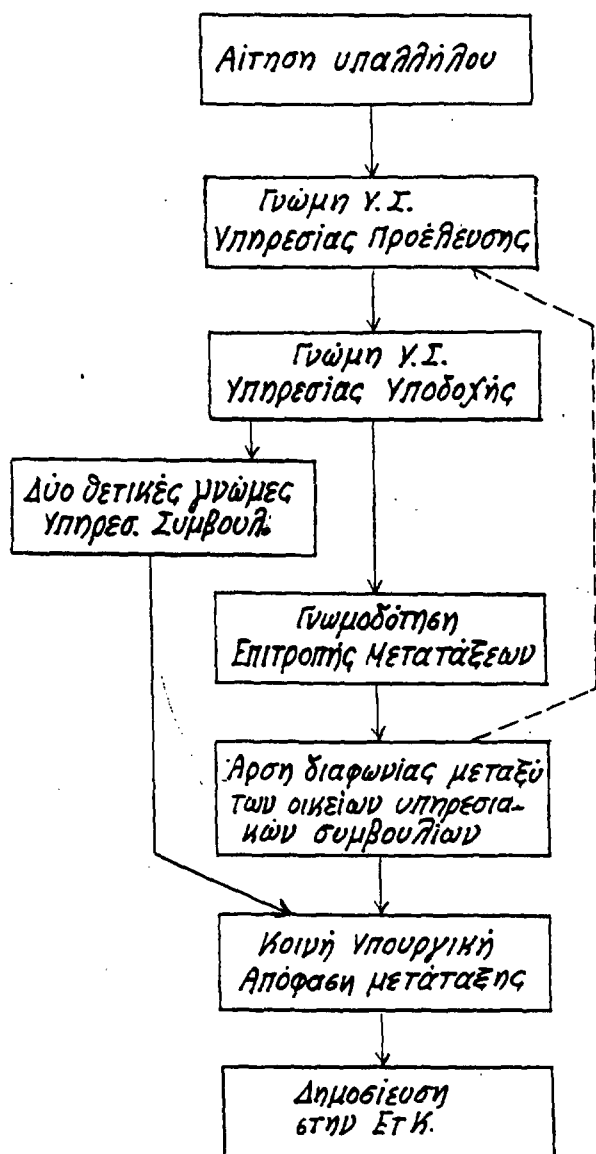 Αίτηση υπαλλήλου
Γνώμη Υ.Σ.
Υπηρεσίας Προέλευσης
Γνώμη Υ.Σ.
Υπηρεσίας Υποδοχής
Δύο θετικές γνώμες
Υπηρεσ. Συμβουλ.
Γνωμοδότηση
Επιτροπής Μετατάξεων
Άρση διαφωνίας μεταξύ
των οικείων υπηρεσια-
κών συμβουλίων
Κοινή Υπουργική
Απόφαση μετάταξης
Δημοσίευση
στην ΕτΚ.